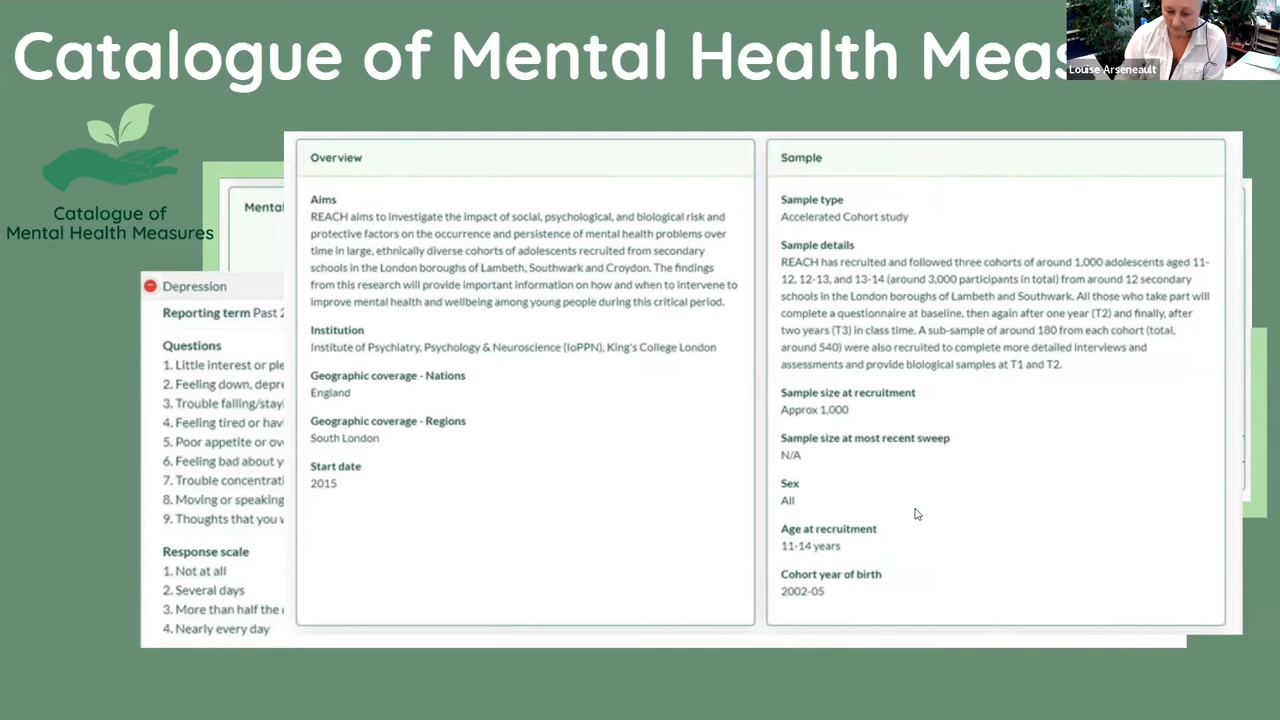 Catalogue of Mental Health Meas
Louise Arseneault
Catalogue of
Mental Health Measures
Mental
Depression
Reporting term Past 2
Questions
1. Little interest or ple
2. Feeling down, depre
3. Trouble falling/stay
4. Feeling tired or havi
5. Poor appetite or ov
6. Feeling bad about y
7. Trouble concentrat
8. Moving or speaking
9. Thoughts that you w
Response scale
1. Not at all
2. Several days
3. More than half the
4. Nearly every day
Overview
Aims
REACH aims to investigate the impact of social, psychological, and biological risk and
protective factors on the occurrence and persistence of mental health problems over
time in large, ethnically diverse cohorts of adolescents recruited from secondary
schools in the London boroughs of Lambeth, Southwark and Croydon. The findings
from this research will provide important information on how and when to intervene to
improve mental health and wellbeing among young people during this critical period.
Institution
Institute of Psychiatry, Psychology & Neuroscience (IoPPN), King's College London
Geographic coverage - Nations
England
Geographic coverage - Regions
South London
Start date
2015
Sample
Sample type
Accelerated Cohort study
Sample details
REACH has recruited and followed three cohorts of around 1,000 adolescents aged 11-
12, 12-13, and 13-14 (around 3,000 participants in total) from around 12 secondary
schools in the London boroughs of Lambeth and Southwark. All those who take part will
complete a questionnaire at baseline, then again after one year (T2) and finally, after
two years (T3) in class time. A sub-sample of around 180 from each cohort (total,
around 540) were also recruited to complete more detailed interviews and
assessments and provide biological samples at T1 and T2.
Sample size at recruitment
Approx 1,000
Sample size at most recent sweep
N/A
Sex
All
Age at recruitment
11-14 years
Cohort year of birth
2002-05